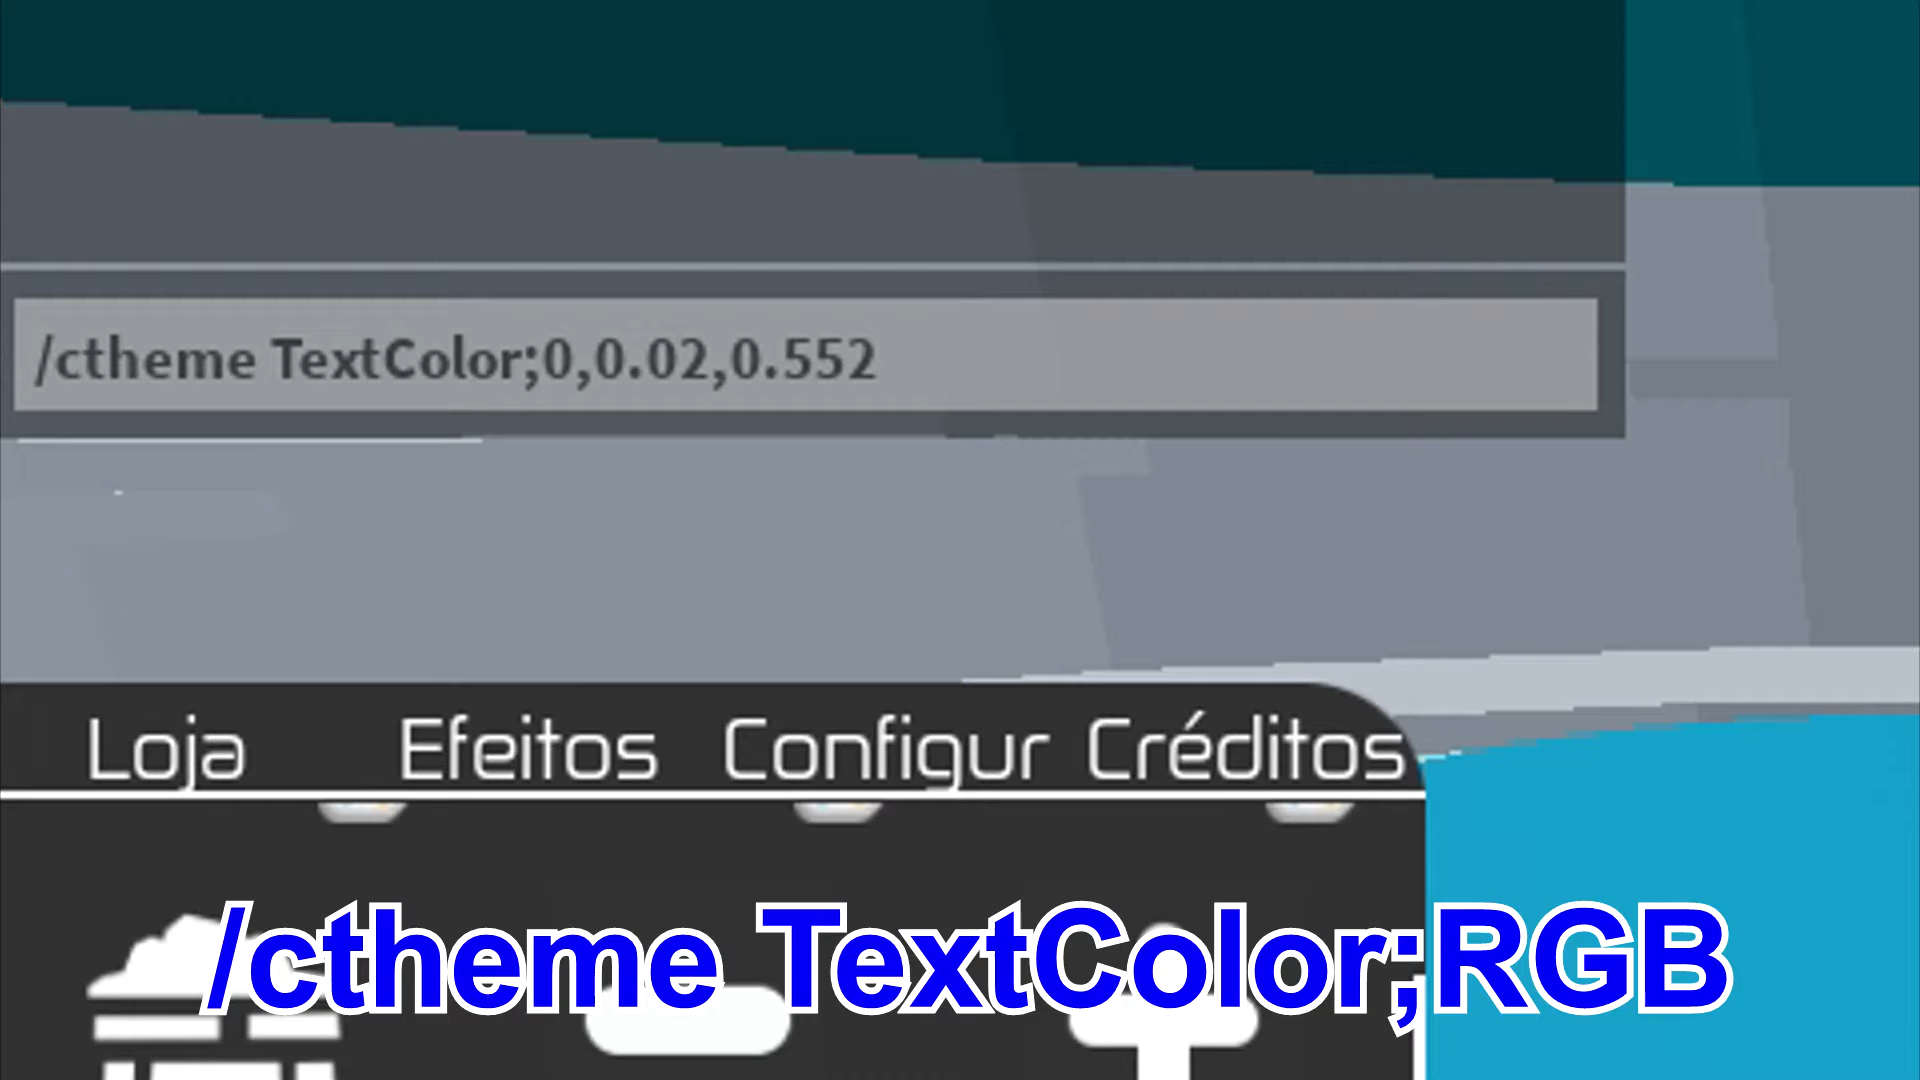 /ctheme TextColor;0,0.02,0.552
Loja Efeitos Configur Créditos
/ctheme TextColor;RGB